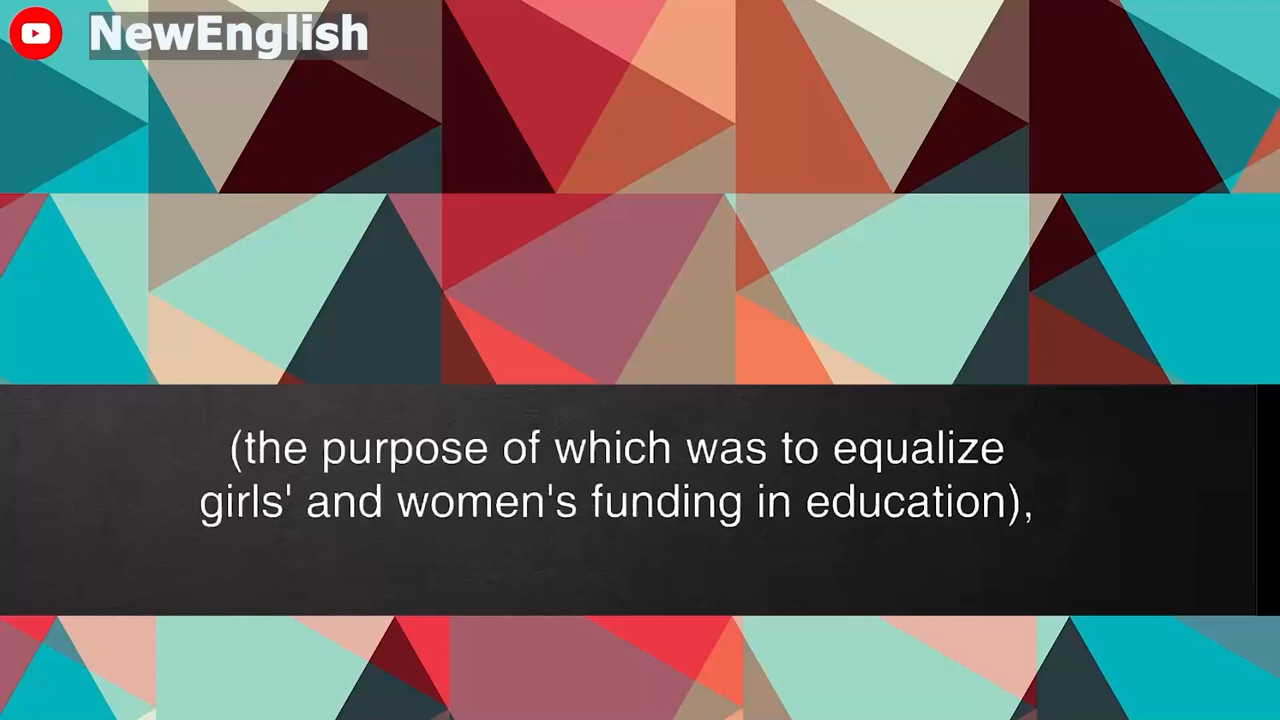 NewEnglish
(the purpose of which was to equalize
girls' and women's funding in education),